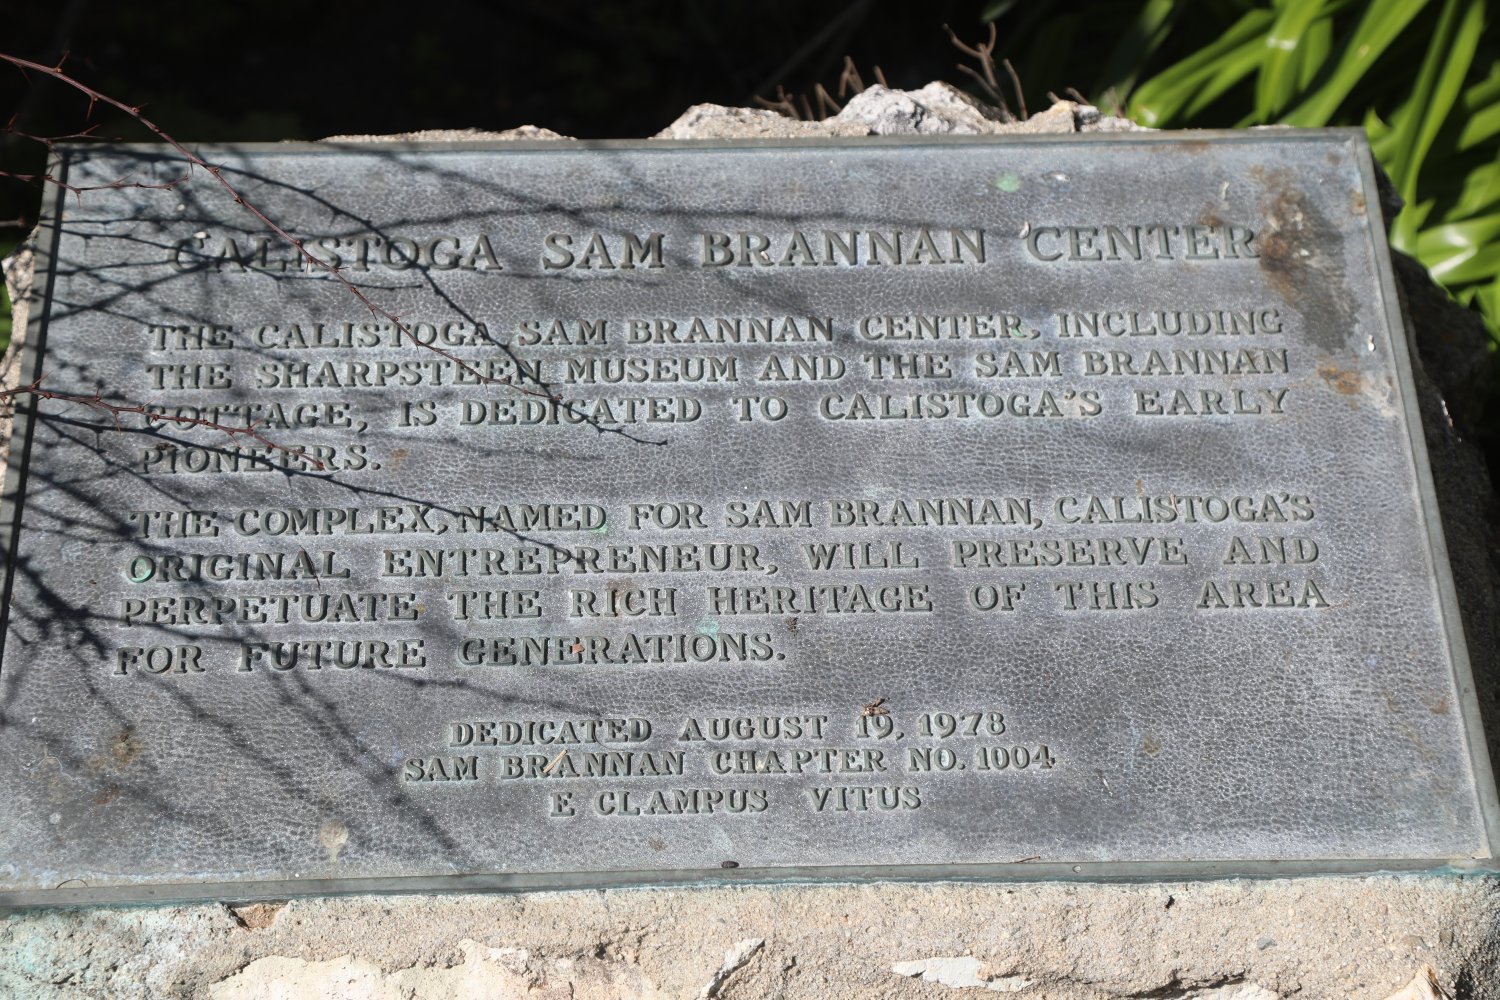 CALISTOGA SAM BRANNAN CENTER
THE CALISTOGA SAM BRANNAN CENTER, INCLUDING
THE SHARPSTEEN MUSEUM AND THE SAM BRANNAN
COTTAGE, IS DEDICATED TO CALISTOGA'S EARLY
PIONEERS.
THE COMPLEX, NAMED FOR SAM BRANNAN, CALISTOGA'S
ORIGINAL ENTREPRENEUR, WILL PRESERVE AND
PERPETUATE THE RICH HERITAGE OF THIS AREA
FOR FUTURE GENERATIONS.
DEDICATED AUGUST 19, 1978
SAM BRANNAN CHAPTER NO. 1004
E CLAMPUS VITUS